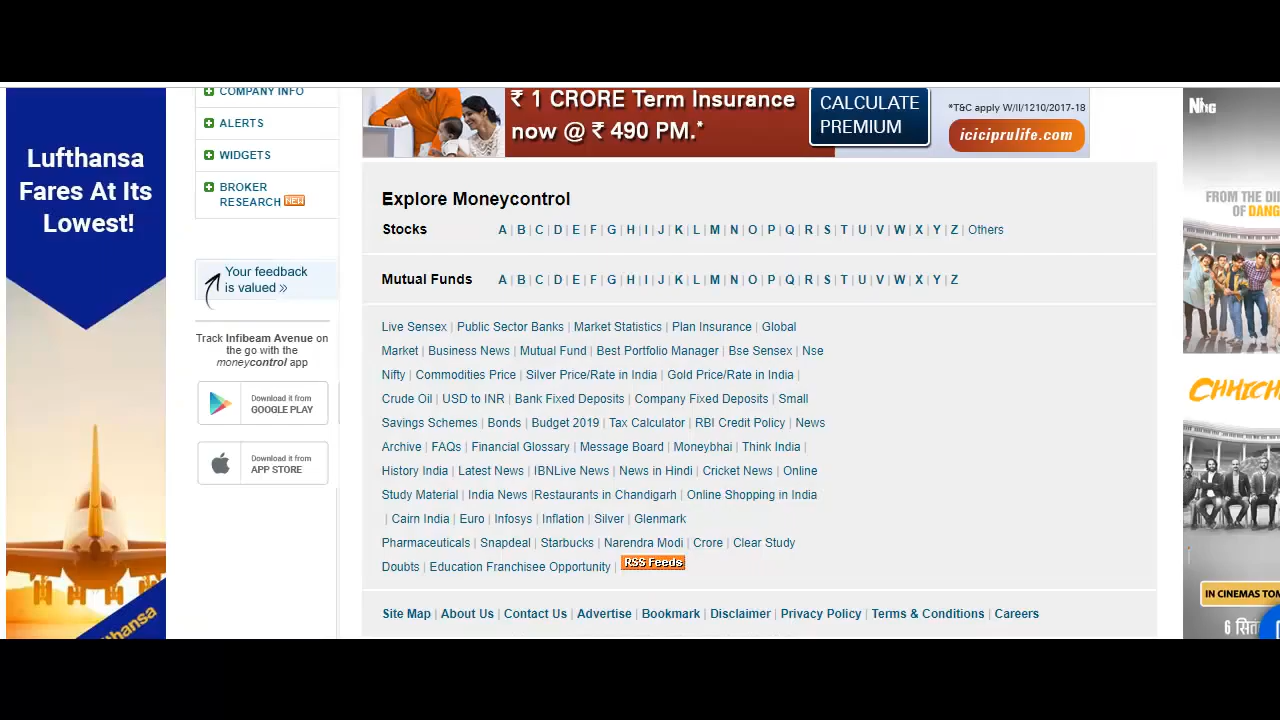 Lufthansa
Fares At Its
Lowest!
COMPANY INFO
ALERTS
WIDGETS
BROKER
RESEARCH NEW
Your feedback
is valued »
Track Infibeam Avenue on
the go with the
moneycontrol app
Download it from
GOOGLE PLAY
Download it from
APP STORE
₹ 1 CRORE Term Insurance
now @ ₹ 490 PM.*
CALCULATE
PREMIUM
*T&C apply W/II/1210/2017-18
iciciprulife.com
Explore Moneycontrol
Stocks A | B | C | D | E | F | G | H | I | J | K | L | M | N | O | P | Q | R | S | T | U | V | W | X | Y | Z | Others
Mutual Funds A | B | C | D | E | F | G | H | I | J | K | L | M | N | O | P | Q | R | S | T | U | V | W | X | Y | Z
Live Sensex | Public Sector Banks | Market Statistics | Plan Insurance | Global
Market | Business News | Mutual Fund | Best Portfolio Manager | Bse Sensex | Nse
Nifty | Commodities Price | Silver Price/Rate in India | Gold Price/Rate in India |
Crude Oil | USD to INR | Bank Fixed Deposits | Company Fixed Deposits | Small
Savings Schemes | Bonds | Budget 2019 | Tax Calculator | RBI Credit Policy | News
Archive | FAQs | Financial Glossary | Message Board | Moneybhai | Think India |
History India | Latest News | IBNLive News | News in Hindi | Cricket News | Online
Study Material | India News |Restaurants in Chandigarh | Online Shopping in India
| Cairn India | Euro | Infosys | Inflation | Silver | Glenmark
Pharmaceuticals | Snapdeal | Starbucks | Narendra Modi | Crore | Clear Study
Doubts | Education Franchisee Opportunity | RSS Feeds
Site Map | About Us | Contact Us | Advertise | Bookmark | Disclaimer | Privacy Policy | Terms & Conditions | Careers
FROM THE DI
OF DANG
CHHICH
IN CINEMAS TOM
6 सित